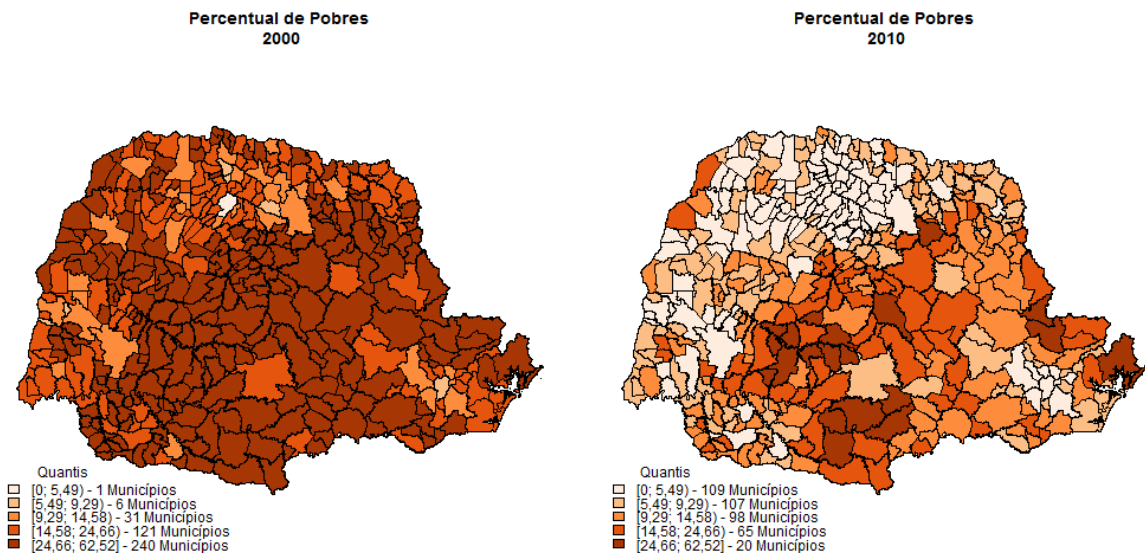 Percentual de Pobres
2000
Quantis
[0; 5,49) - 1 Municípios
[5,49; 9,29) - 6 Municípios
[9,29; 14,58) - 31 Municípios
[14,58; 24,66) - 121 Municípios
[24,66; 62,52] - 240 Municípios
Percentual de Pobres
2010
Quantis
[0; 5,49) - 109 Municípios
[5,49; 9,29) - 107 Municípios
[9,29; 14,58) - 98 Municípios
[14,58; 24,66) - 65 Municípios
[24,66; 62,52] - 20 Municípios